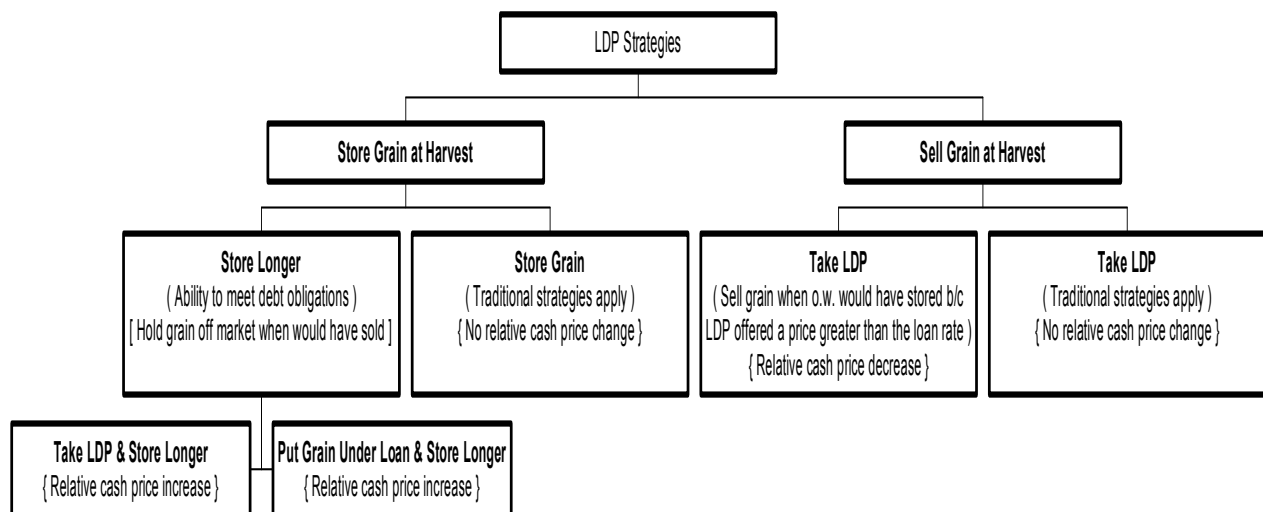 LDP Strategies
Store Grain at Harvest
Sell Grain at Harvest
Store Longer
( Ability to meet debt obligations )
[ Hold grain off market when would have sold ]
Store Grain
( Traditional strategies apply )
{ No relative cash price change }
Take LDP
( Sell grain when o.w. would have stored b/c
LDP offered a price greater than the loan rate )
{ Relative cash price decrease }
Take LDP
( Traditional strategies apply )
{ No relative cash price change }
Take LDP & Store Longer
{ Relative cash price increase }
Put Grain Under Loan & Store Longer
{ Relative cash price increase }